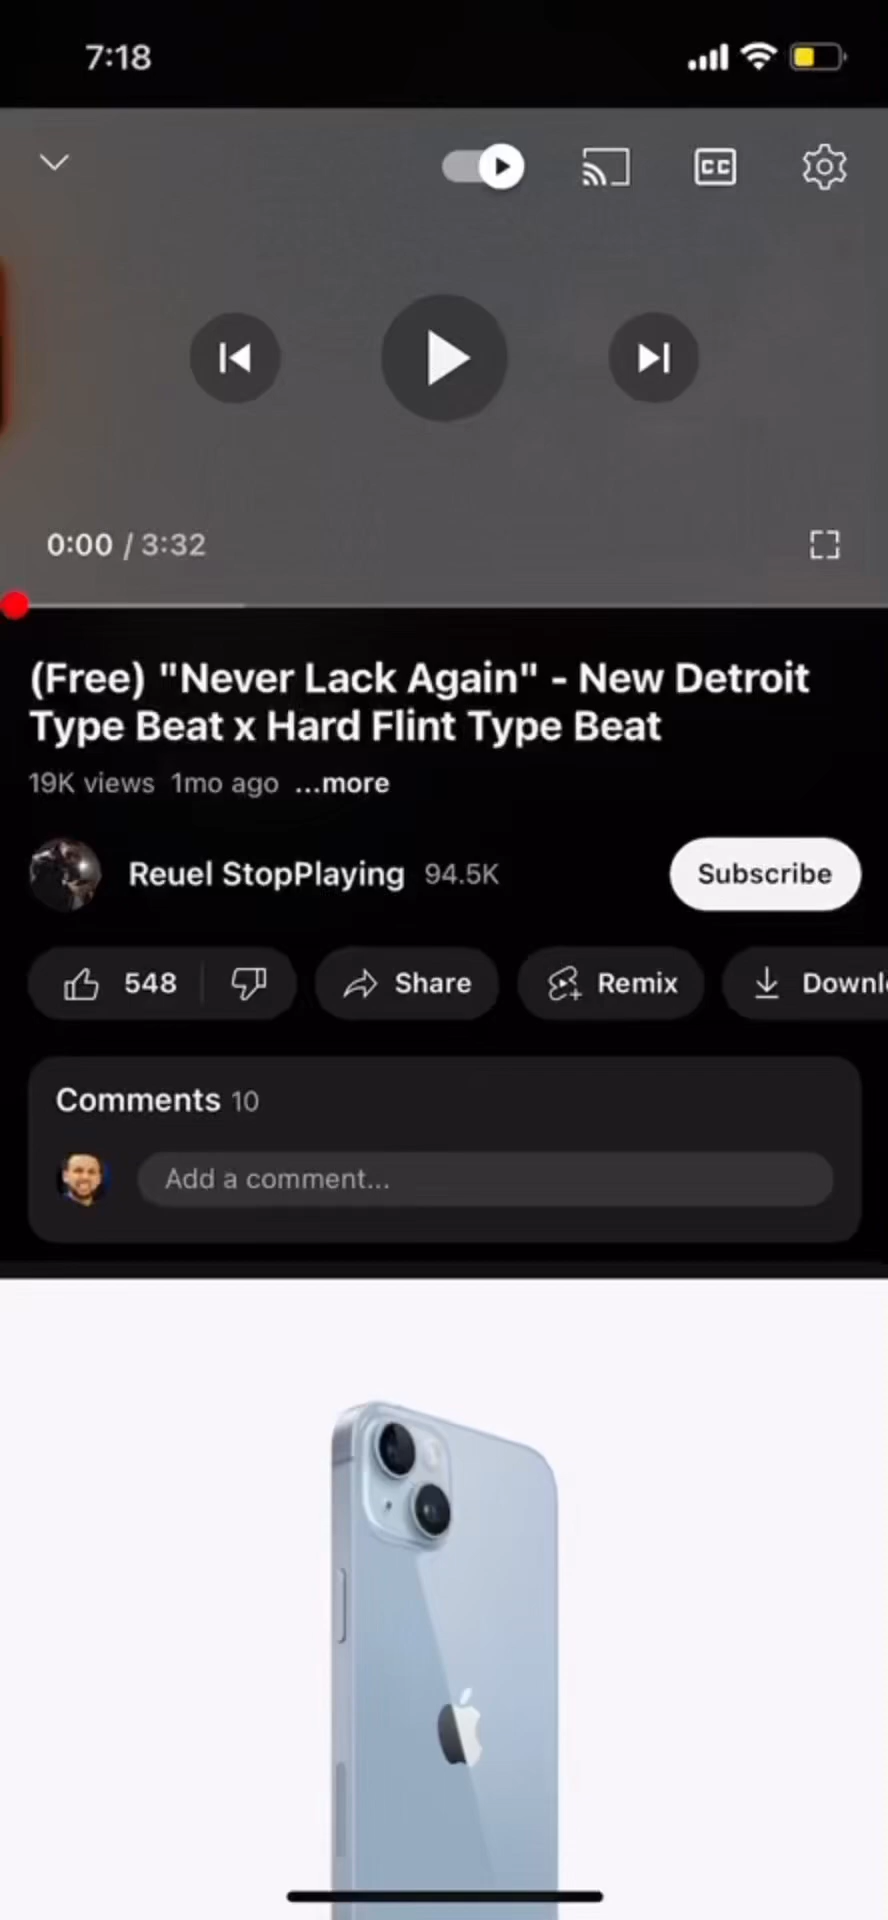 7:18
CC
0:00 / 3:32
(Free) "Never Lack Again" - New Detroit
Type Beat x Hard Flint Type Beat
19K views 1mo ago ...more
Reuel StopPlaying 94.5K
Subscribe
548
Share
Remix
Downl
Comments 10
Add a comment...